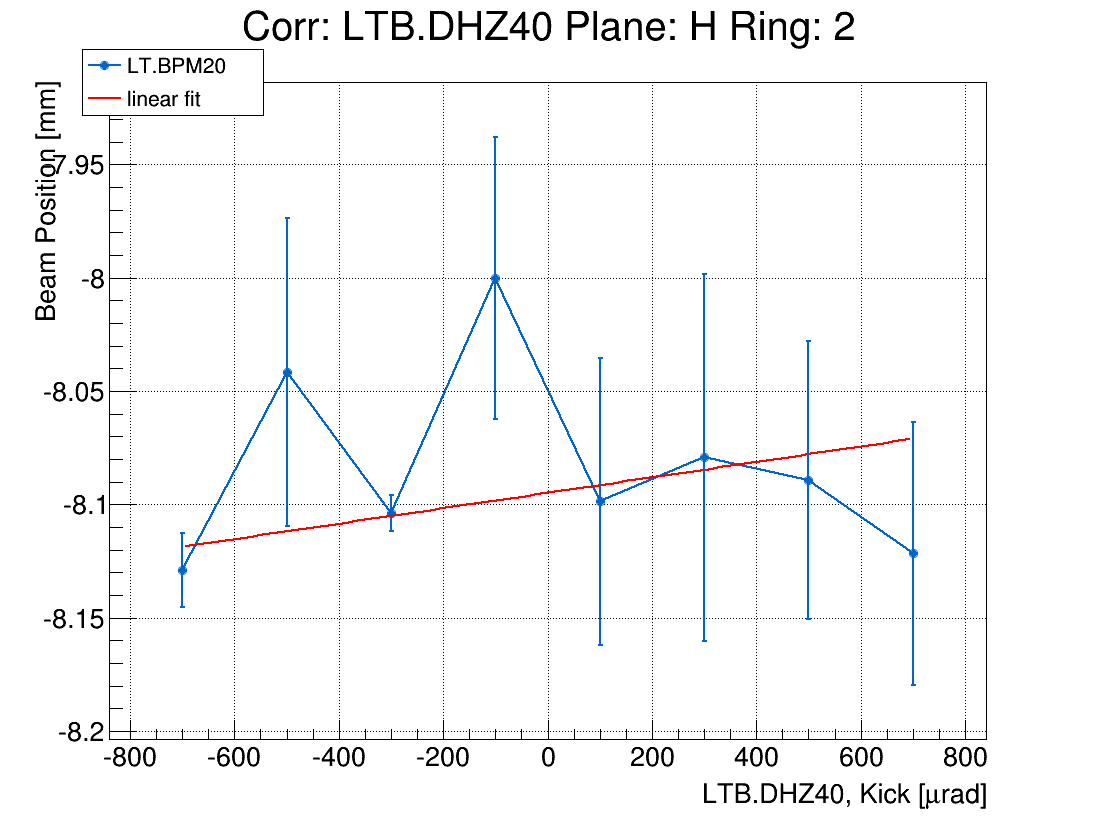 Corr: LTB.DHZ40 Plane: H Ring: 2
LT.BPM20
linear fit
Beam Position [mm]
7.95
-8
-8.05
-8.1
-8.15
-8.2
-800 -600 -400 -200 0 200 400 600 800
LTB.DHZ40, Kick [μrad]